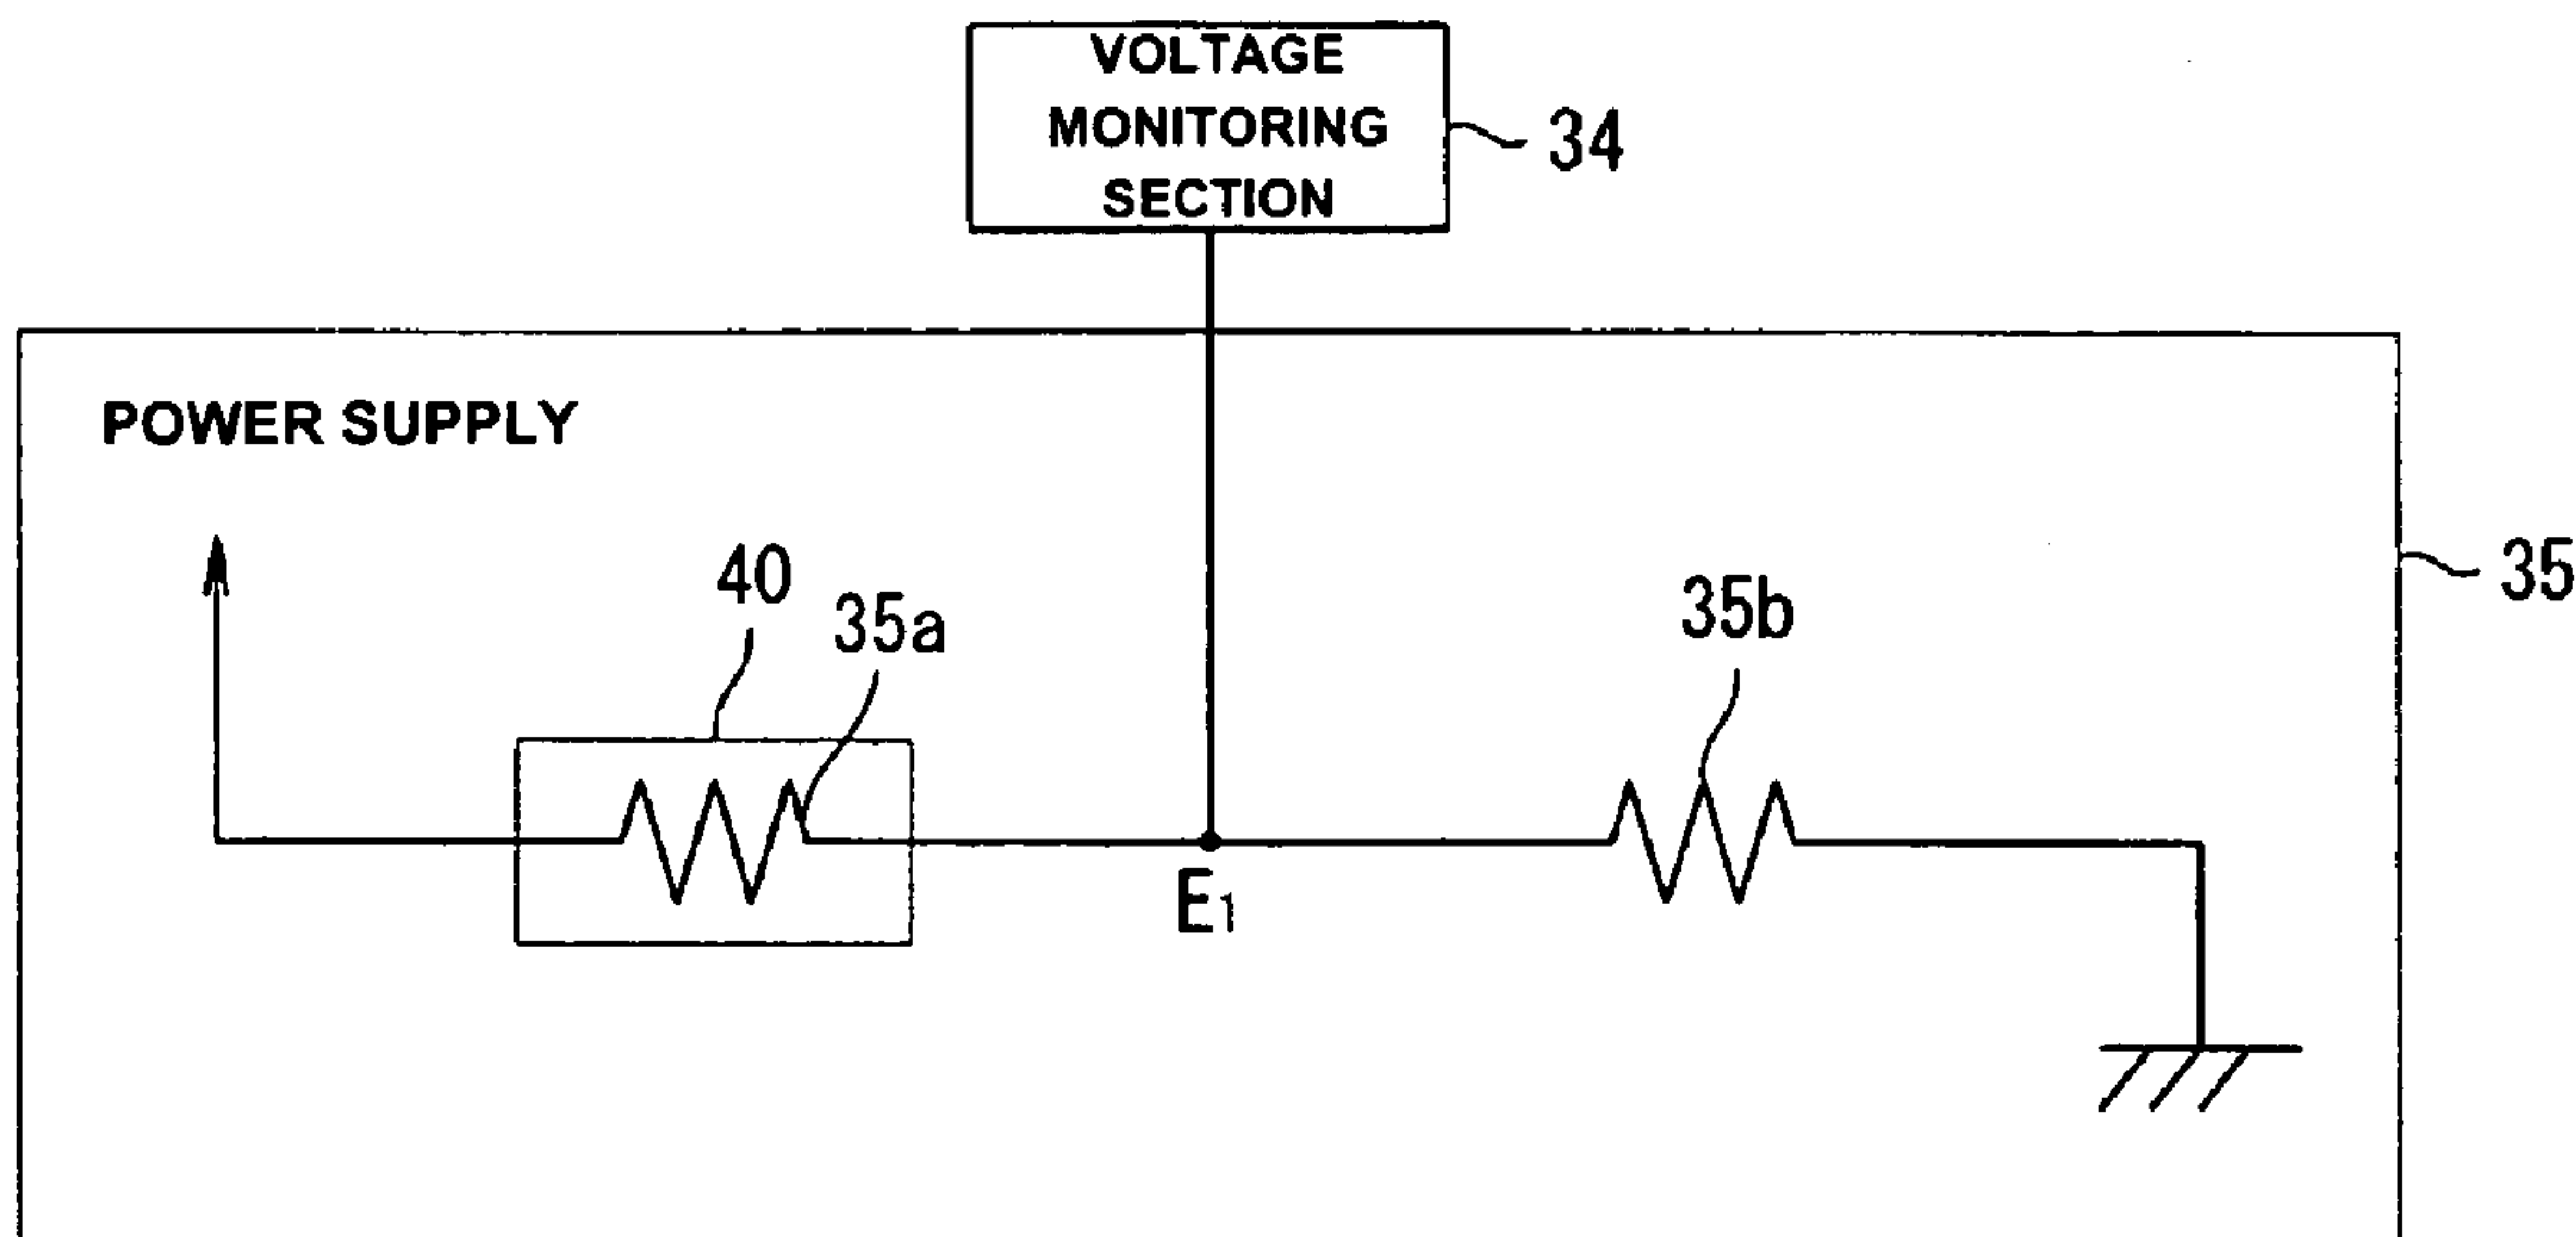 VOLTAGE
MONITORING
SECTION
34
POWER SUPPLY
40
35a
35b
35
E1